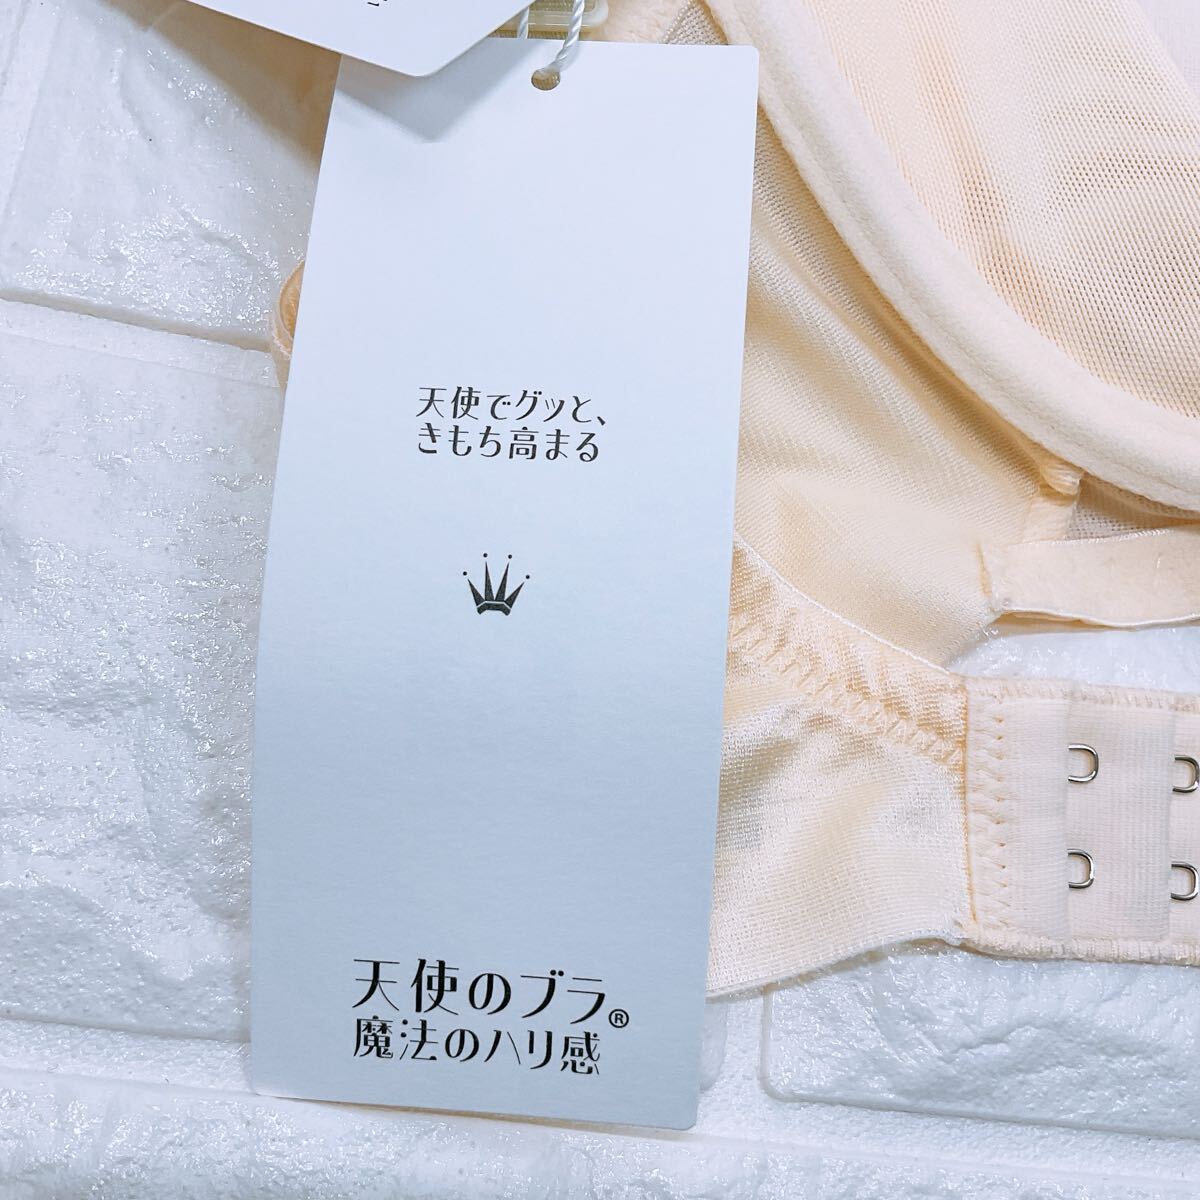 天使でグッと、
きもち高まる
天使のブラ®
魔法のハリ感